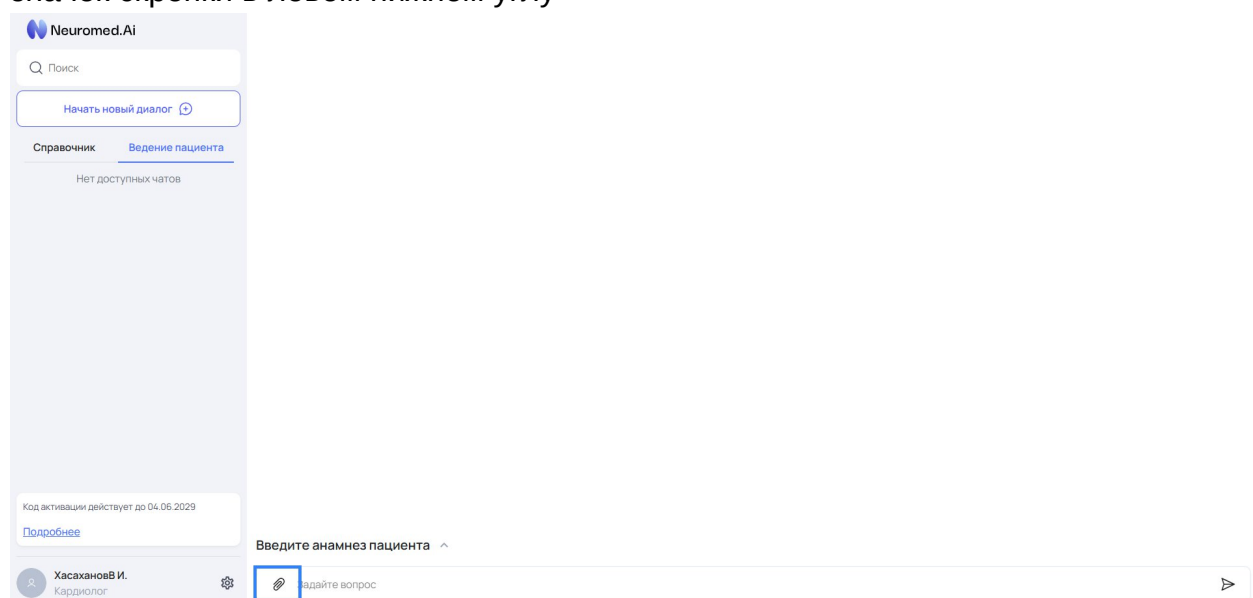 Neuromed.Ai
Поиск
Начать новый диалог
Справочник Ведение пациента
Нет доступных чатов
Код активации действует до 04.06.2029
Подробнее
Введите анамнез пациента
ХасахановВ И.
Кардиолог
Задайте вопрос